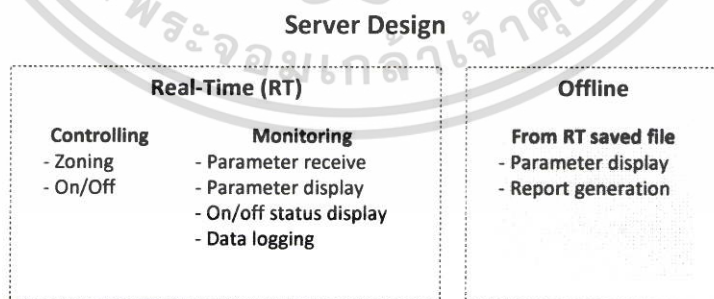 Server Design
Real-Time (RT)
Controlling
- Zoning
- On/Off
Monitoring
- Parameter receive
- Parameter display
- On/off status display
- Data logging
Offline
From RT saved file
- Parameter display
- Report generation